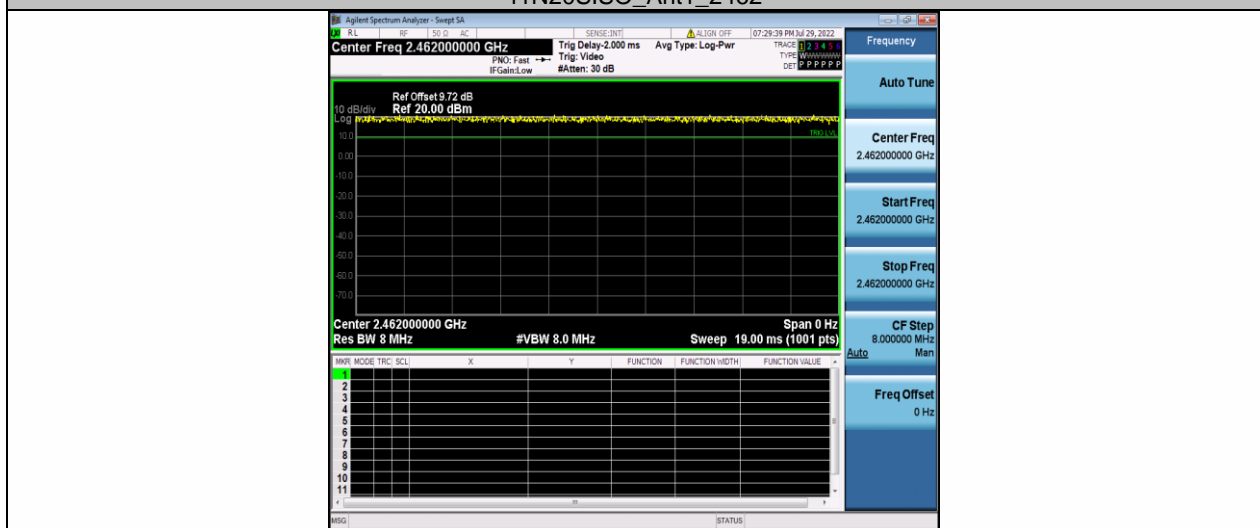 Agilent Spectrum Analyzer - Swept SA
RL RF 50 Ω AC SENSE:INT ALIGN OFF 07:29:39 PM Jul 29, 2022
Center Freq 2.462000000 GHz
PNO: Fast
IFGain:Low
Trig Delay-2.000 ms
Trig: Video
#Atten: 30 dB
Avg Type: Log-Pwr
TRACE 1 2 3 4 5 6
TYPE WWWWWW
DET P P P P P P
Frequency
Auto Tune
Center Freq
2.462000000 GHz
Start Freq
2.462000000 GHz
Stop Freq
2.462000000 GHz
CF Step
8.000000 MHz
Auto Man
Freq Offset
0 Hz
Ref Offset 9.72 dB
10 dB/div Ref 20.00 dBm
Log
10.0
TRIG LVL
0.00
-10.0
-20.0
-30.0
-40.0
-50.0
-60.0
-70.0
Center 2.462000000 GHz Span 0 Hz
Res BW 8 MHz #VBW 8.0 MHz Sweep 19.00 ms (1001 pts)
MKR MODE TRC SCL X Y FUNCTION FUNCTION WIDTH FUNCTION VALUE
1
2
3
4
5
6
7
8
9
10
11
MSG STATUS